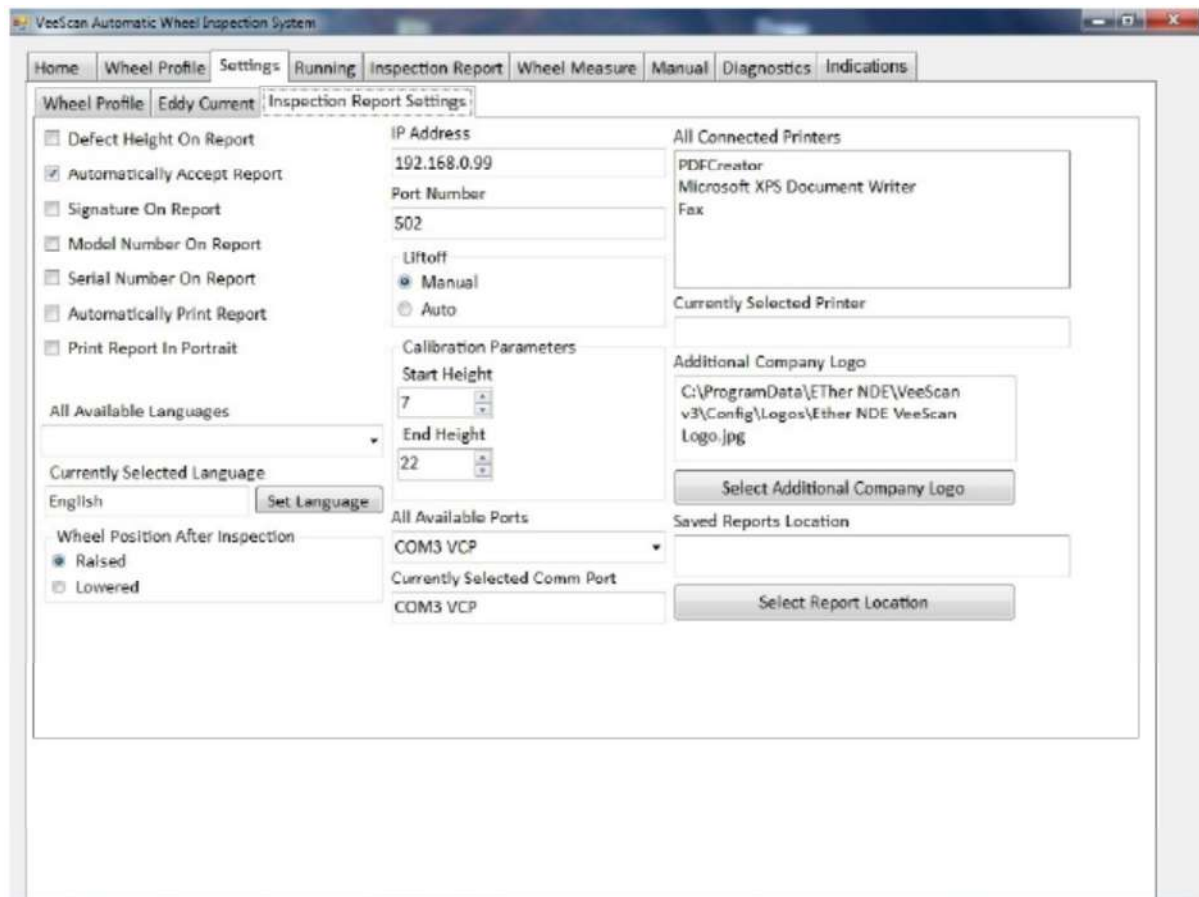 VeeScan Automatic Wheel Inspection System
Home Wheel Profile Settings Running Inspection Report Wheel Measure Manual Diagnostics Indications
Wheel Profile Eddy Current Inspection Report Settings
Defect Height On Report
Automatically Accept Report
Signature On Report
Model Number On Report
Serial Number On Report
Automatically Print Report
Print Report In Portrait
All Available Languages
Currently Selected Language
English
Set Language
Wheel Position After Inspection
Raised
Lowered
IP Address
192.168.0.99
Port Number
502
Liftoff
Manual
Auto
Calibration Parameters
Start Height
7
End Height
22
All Available Ports
COM3 VCP
Currently Selected Comm Port
COM3 VCP
All Connected Printers
PDFCreator
Microsoft XPS Document Writer
Fax
Currently Selected Printer
Additional Company Logo
C:\ProgramData\ETher NDE\VeeScan
v3\Config\Logos\Ether NDE VeeScan
Logo.jpg
Select Additional Company Logo
Saved Reports Location
Select Report Location